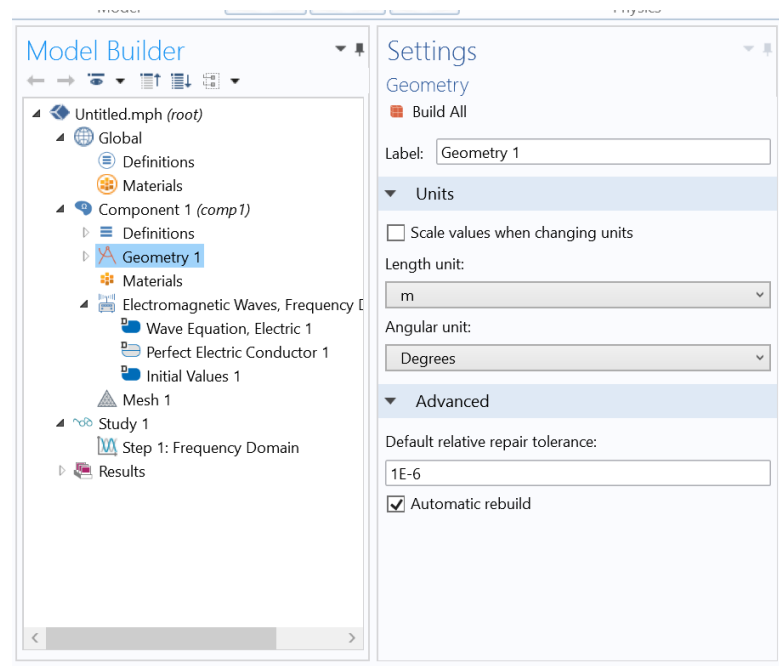 Model Builder
Untitled.mph (root)
Global
Definitions
Materials
Component 1 (comp1)
Definitions
Geometry 1
Materials
Electromagnetic Waves, Frequency
Wave Equation, Electric 1
Perfect Electric Conductor 1
Initial Values 1
Mesh 1
Study 1
Step 1: Frequency Domain
Results
Settings
Geometry
Build All
Label: Geometry 1
Units
Scale values when changing units
Length unit:
m
Angular unit:
Degrees
Advanced
Default relative repair tolerance:
1E-6
Automatic rebuild